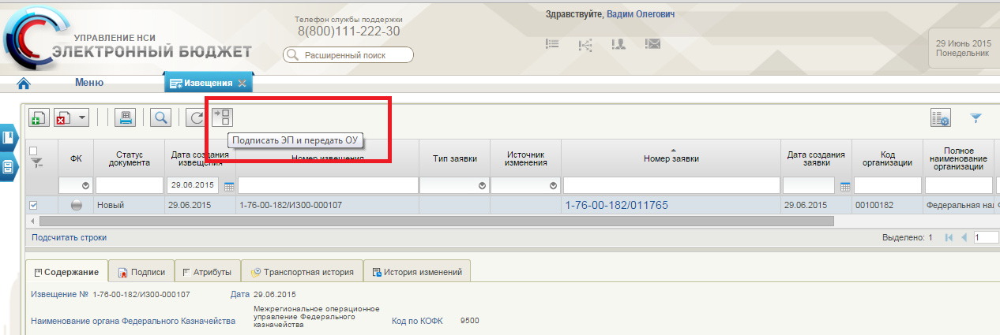 Телефон службы поддержки
8(800)111-222-30
Здравствуйте, Вадим Олегович
УПРАВЛЕНИЕ НСИ
ЭЛЕКТРОННЫЙ БЮДЖЕТ
Расширенный поиск
29 Июнь 2015
Понедельник
Меню
Извещения
Подписать ЭП и передать ОУ
ФК
Статус документа
Дата создания извещения
Номер извещения
Тип заявки
Источник изменения
Номер заявки
Дата создания заявки
Код организации
Полное наименование организации
29.06.2015
Новый 29.06.2015 1-76-00-182/И300-000107 1-76-00-182/011765 29.06.2015 00100182 Федеральная
Подсчитать строки
Выделено: 1
1
Содержание Подписи Атрибуты Транспортная история История изменений
Извещение № 1-76-00-182/И300-000107 Дата 29.06.2015
Наименование органа Федерального Казначейства
Межрегиональное операционное
управление Федерального
казначейства
Код по КОФК 9500